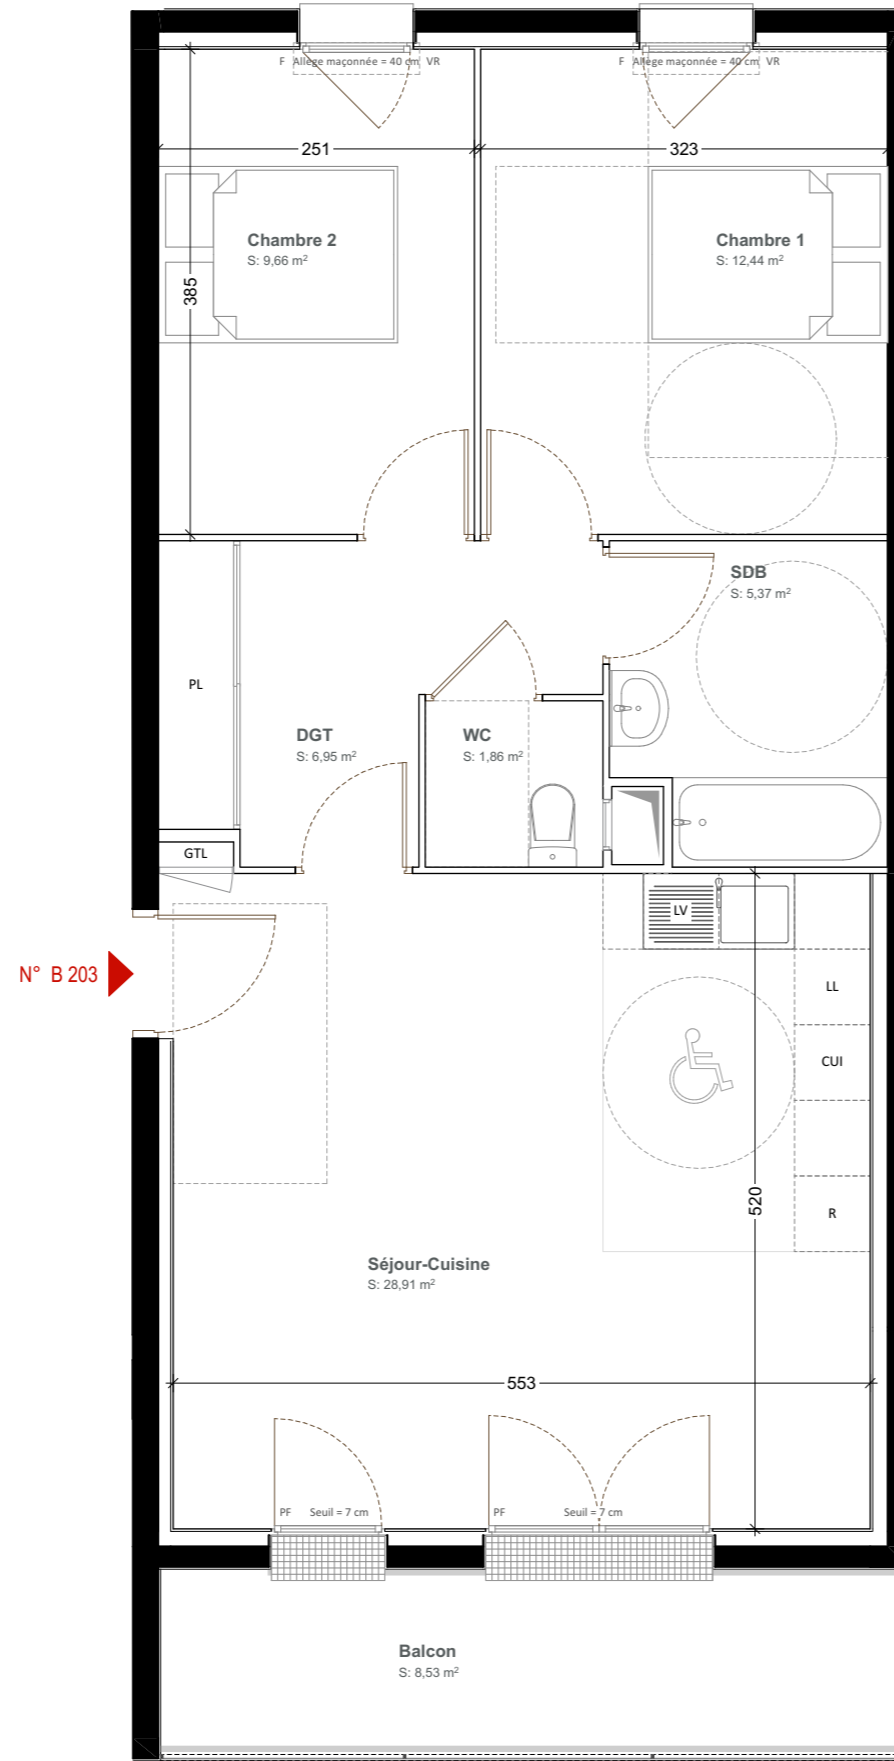 F Allège maçonnée = 40 cm VR
F Allège maçonnée = 40 cm VR
251
323
385
Chambre 2
S: 9,66 m²
Chambre 1
S: 12,44 m²
SDB
S: 5,37 m²
PL
DGT
S: 6,95 m²
WC
S: 1,86 m²
GTL
LV
N° B 203
LL
CUI
R
520
Séjour-Cuisine
S: 28,91 m²
553
PF Seuil = 7 cm
PF Seuil = 7 cm
Balcon
S: 8,53 m²